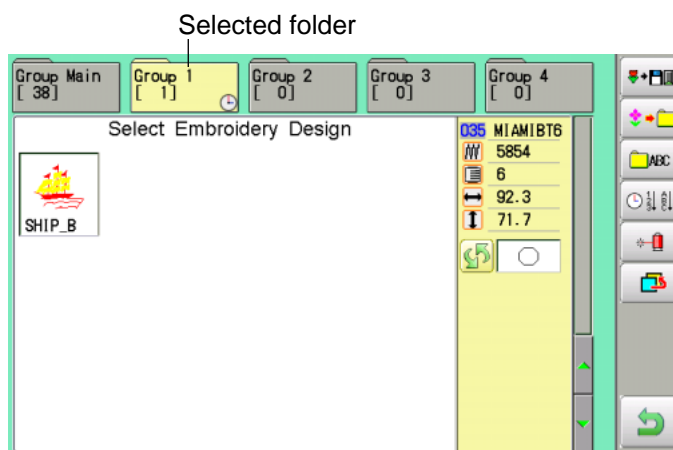 Selected folder
Group Main
[ 38]
Group 1
[ 1]
Group 2
[ 0]
Group 3
[ 0]
Group 4
[ 0]
Select Embroidery Design
SHIP_B
035 MIAMIBT6
5854
6
92.3
71.7
ABC